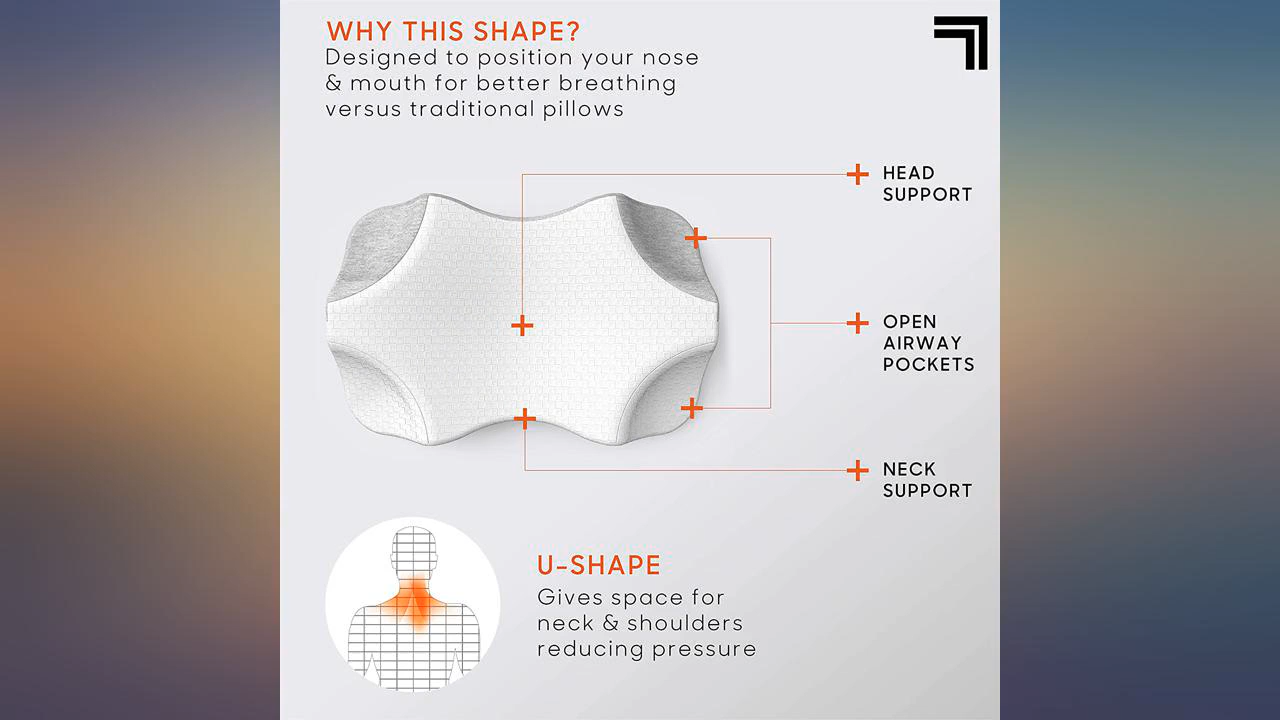 WHY THIS SHAPE?
Designed to position your nose
& mouth for better breathing
versus traditional pillows
HEAD
SUPPORT
OPEN
AIRWAY
POCKETS
NECK
SUPPORT
U-SHAPE
Gives space for
neck & shoulders
reducing pressure